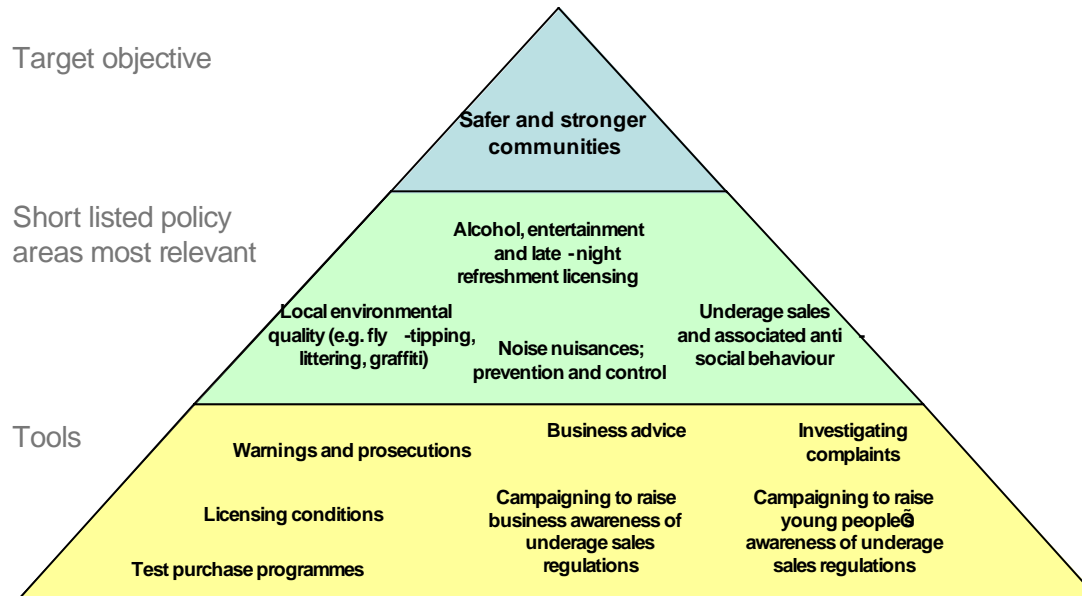 Target objective
Safer and stronger
communities
Short listed policy
areas most relevant
Alcohol, entertainment
and late -night
refreshment licensing
Local environmental
quality (e.g. fly -tipping,
littering, graffiti)
Noise nuisances;
prevention and control
Underage sales
and associated anti -
social behaviour
Tools
Warnings and prosecutions
Business advice
Investigating
complaints
Licensing conditions
Campaigning to raise
business awareness of
underage sales
regulations
Campaigning to raise
young peopleÕs
awareness of underage
sales regulations
Test purchase programmes